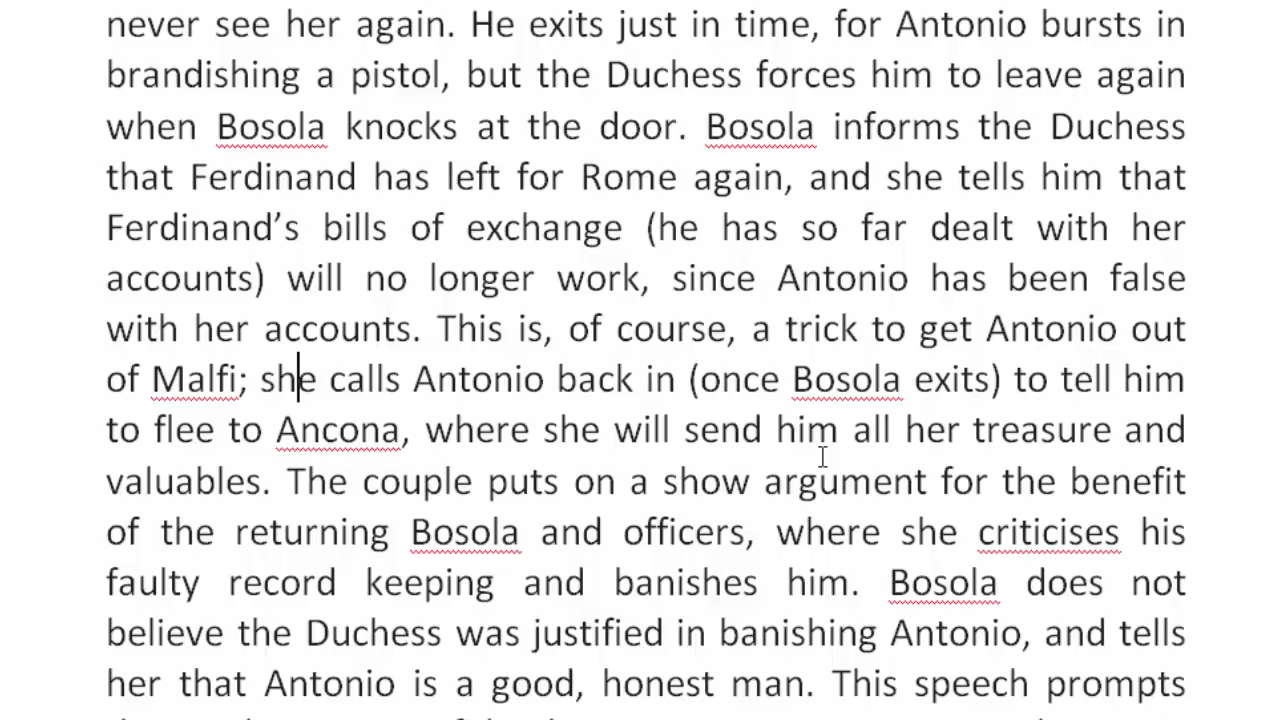 never see her again. He exits just in time, for Antonio bursts in
brandishing a pistol, but the Duchess forces him to leave again
when Bosola knocks at the door. Bosola informs the Duchess
that Ferdinand has left for Rome again, and she tells him that
Ferdinand’s bills of exchange (he has so far dealt with her
accounts) will no longer work, since Antonio has been false
with her accounts. This is, of course, a trick to get Antonio out
of Malfi; she calls Antonio back in (once Bosola exits) to tell him
to flee to Ancona, where she will send him all her treasure and
valuables. The couple puts on a show argument for the benefit
of the returning Bosola and officers, where she criticises his
faulty record keeping and banishes him. Bosola does not
believe the Duchess was justified in banishing Antonio, and tells
her that Antonio is a good, honest man. This speech prompts